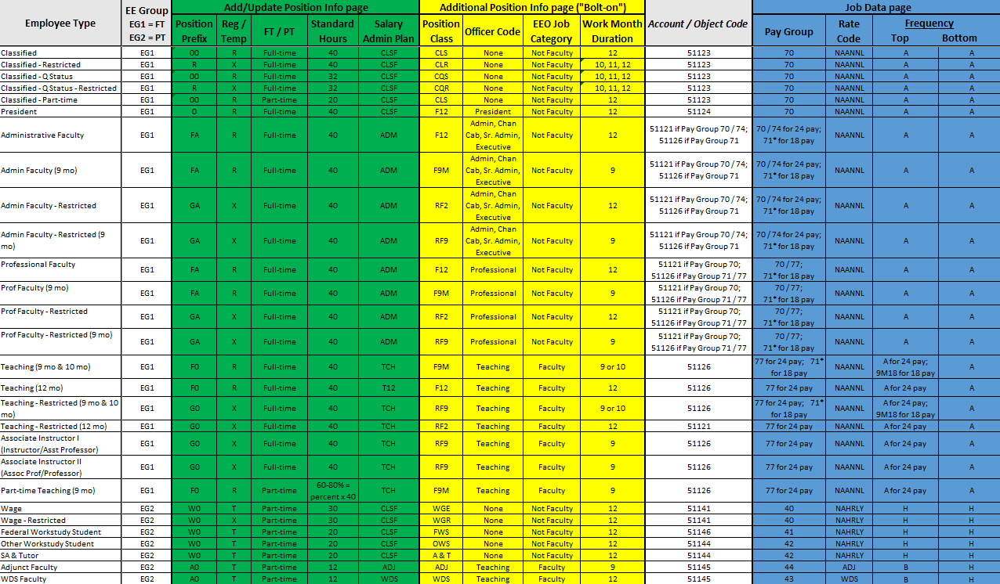 Employee Type
EE Group
EG1 = FT
EG2 = PT
Add/Update Position Info page
Additional Position Info page ("Bolt-on")
Account / Object Code
Job Data page
Position Prefix Reg / Temp FT / PT Standard Hours Salary Admin Plan Position Class Officer Code EEO Job Category Work Month Duration Pay Group Rate Code Frequency
Top Bottom
Classified EG1 00 R Full-time 40 CLSF CLS None Not Faculty 12 51123 70 NAANNL A A
Classified - Restricted EG1 R X Full-time 40 CLSF CLR None Not Faculty 10, 11, 12 51123 70 NAANNL A A
Classified - Q Status EG1 00 R Full-time 32 CLSF CQS None Not Faculty 10, 11, 12 51123 70 NAANNL A A
Classified - Q Status - Restricted EG1 R X Full-time 32 CLSF CQR None Not Faculty 10, 11, 12 51123 70 NAANNL A A
Classified - Part-time EG1 00 R Part-time 20 CLSF CLS None Not Faculty 12 51123 70 NAANNL A A
President EG1 0 R Full-time 40 CLSF F12 President Not Faculty 12 51124 70 NAANNL A A
Administrative Faculty EG1 FA R Full-time 40 ADM F12 Admin, Chan Cab, Sr. Admin, Executive Not Faculty 12 51121 if Pay Group 70 / 74; 51126 if Pay Group 71 70 / 74 for 24 pay; 71* for 18 pay NAANNL A A
Admin Faculty (9 mo) EG1 FA R Full-time 40 ADM F9M Admin, Chan Cab, Sr. Admin, Executive Not Faculty 9 51121 if Pay Group 70 / 74; 51126 if Pay Group 71 70 / 74 for 24 pay; 71* for 18 pay NAANNL A A
Admin Faculty - Restricted EG1 GA X Full-time 40 ADM RF2 Admin, Chan Cab, Sr. Admin, Executive Not Faculty 12 51121 if Pay Group 70 / 74; 51126 if Pay Group 71 70 / 74 for 24 pay; 71* for 18 pay NAANNL A A
Admin Faculty - Restricted (9 mo) EG1 GA X Full-time 40 ADM RF9 Admin, Chan Cab, Sr. Admin, Executive Not Faculty 9 51121 if Pay Group 70 / 74; 51126 if Pay Group 71 70 / 74 for 24 pay; 71* for 18 pay NAANNL A A
Professional Faculty EG1 FA R Full-time 40 ADM F12 Professional Not Faculty 12 51121 if Pay Group 70; 51126 if Pay Group 71 / 77 70 / 77; 71* for 18 pay NAANNL A A
Prof Faculty (9 mo) EG1 FA R Full-time 40 ADM F9M Professional Not Faculty 9 51121 if Pay Group 70; 51126 if Pay Group 71 / 77 70 / 77; 71* for 18 pay NAANNL A A
Prof Faculty - Restricted EG1 GA X Full-time 40 ADM RF2 Professional Not Faculty 12 51121 if Pay Group 70; 51126 if Pay Group 71 / 77 70 / 77; 71* for 18 pay NAANNL A A
Prof Faculty - Restricted (9 mo) EG1 GA X Full-time 40 ADM RF9 Professional Not Faculty 9 51121 if Pay Group 70; 51126 if Pay Group 71 / 77 70 / 77; 71* for 18 pay NAANNL A A
Teaching (9 mo & 10 mo) EG1 F0 R Full-time 40 TCH F9M Teaching Faculty 9 or 10 51126 77 for 24 pay; 71* for 18 pay NAANNL A for 24 pay; 9M18 for 18 pay A
Teaching (12 mo) EG1 F0 R Full-time 40 T12 F12 Teaching Faculty 12 51126 77 for 24 pay NAANNL A for 24 pay A
Teaching - Restricted (9 mo & 10 mo) EG1 G0 X Full-time 40 TCH RF9 Teaching Faculty 9 or 10 51126 77 for 24 pay; 71* for 18 pay NAANNL A for 24 pay; 9M18 for 18 pay A
Teaching - Restricted (12 mo) EG1 G0 X Full-time 40 TCH RF2 Teaching Faculty 12 51121 77 for 24 pay NAANNL A for 24 pay A
Associate Instructor I (Instructor/Asst Professor) EG1 G0 X Full-time 40 TCH RF9 Teaching Faculty 9 51126 77 for 24 pay NAANNL A for 24 pay A
Associate Instructor II (Assoc Prof/Professor) EG1 G0 X Full-time 40 TCH RF9 Teaching Faculty 9 51126 77 for 24 pay NAANNL A for 24 pay A
Part-time Teaching (9 mo) EG1 F0 R Part-time 60-80% = percent x 40 TCH F9M Teaching Faculty 9 51126 77 for 24 pay NAANNL A for 24 pay A
Wage EG2 W0 T Part-time 30 CLSF WGE None Not Faculty 12 51141 40 NAHRLY H H
Wage - Restricted EG2 W0 X Part-time 30 CLSF WGR None Not Faculty 12 51141 40 NAHRLY H H
Federal Workstudy Student EG2 W0 T Part-time 20 CLSF FWS None Not Faculty 12 51146 41 NAHRLY H H
Other Workstudy Student EG2 W0 T Part-time 20 CLSF OWS None Not Faculty 12 51144 42 NAHRLY H H
SA & Tutor EG2 W0 T Part-time 20 CLSF A & T None Not Faculty 12 51144 42 NAHRLY H H
Adjunct Faculty EG2 A0 T Part-time 12 ADJ ADJ Teaching Faculty 9 51145 44 ADJ B H
WDS Faculty EG2 A0 T Part-time 12 WDS WDS Teaching Faculty 12 51145 43 WDS B H